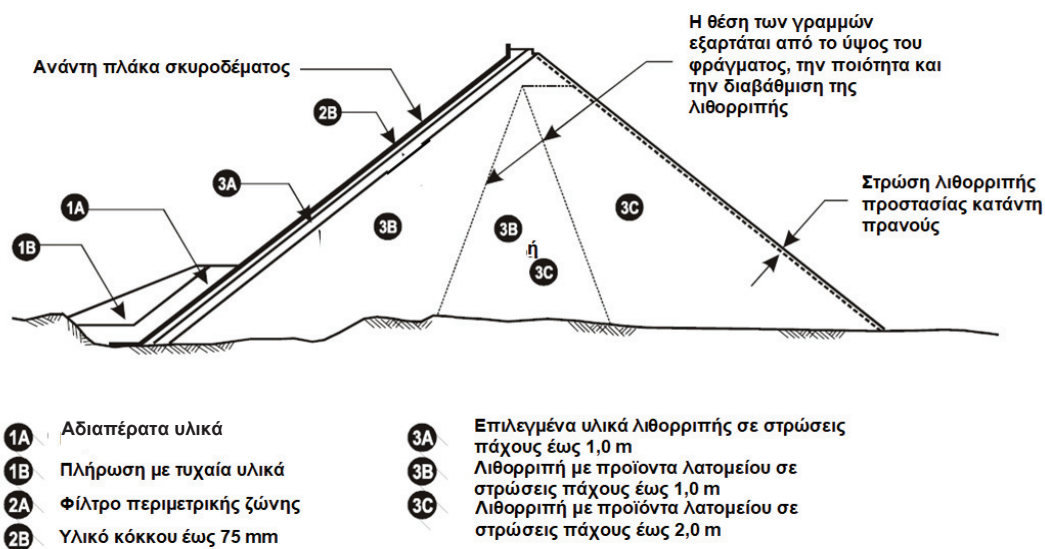 Η θέση των γραμμών
εξαρτάται από το ύψος του
φράγματος, την ποιότητα και
την διαβάθμιση της
λιθορριπής
Ανάντη πλάκα σκυροδέματος
2B
3A
1A
1B
3B
3B
ή
3C
3C
Στρώση λιθορριπής
προστασίας κατάντη
πρανούς
1A Αδιαπέρατα υλικά
1B Πλήρωση με τυχαία υλικά
2A Φίλτρο περιμετρικής ζώνης
2B Υλικό κόκκου έως 75 mm
3A Επιλεγμένα υλικά λιθορριπής σε στρώσεις
πάχους έως 1,0 m
3B Λιθορριπή με προϊοντα λατομείου σε
στρώσεις πάχους έως 1,0 m
3C Λιθορριπή με προϊόντα λατομείου σε
στρώσεις πάχους έως 2,0 m